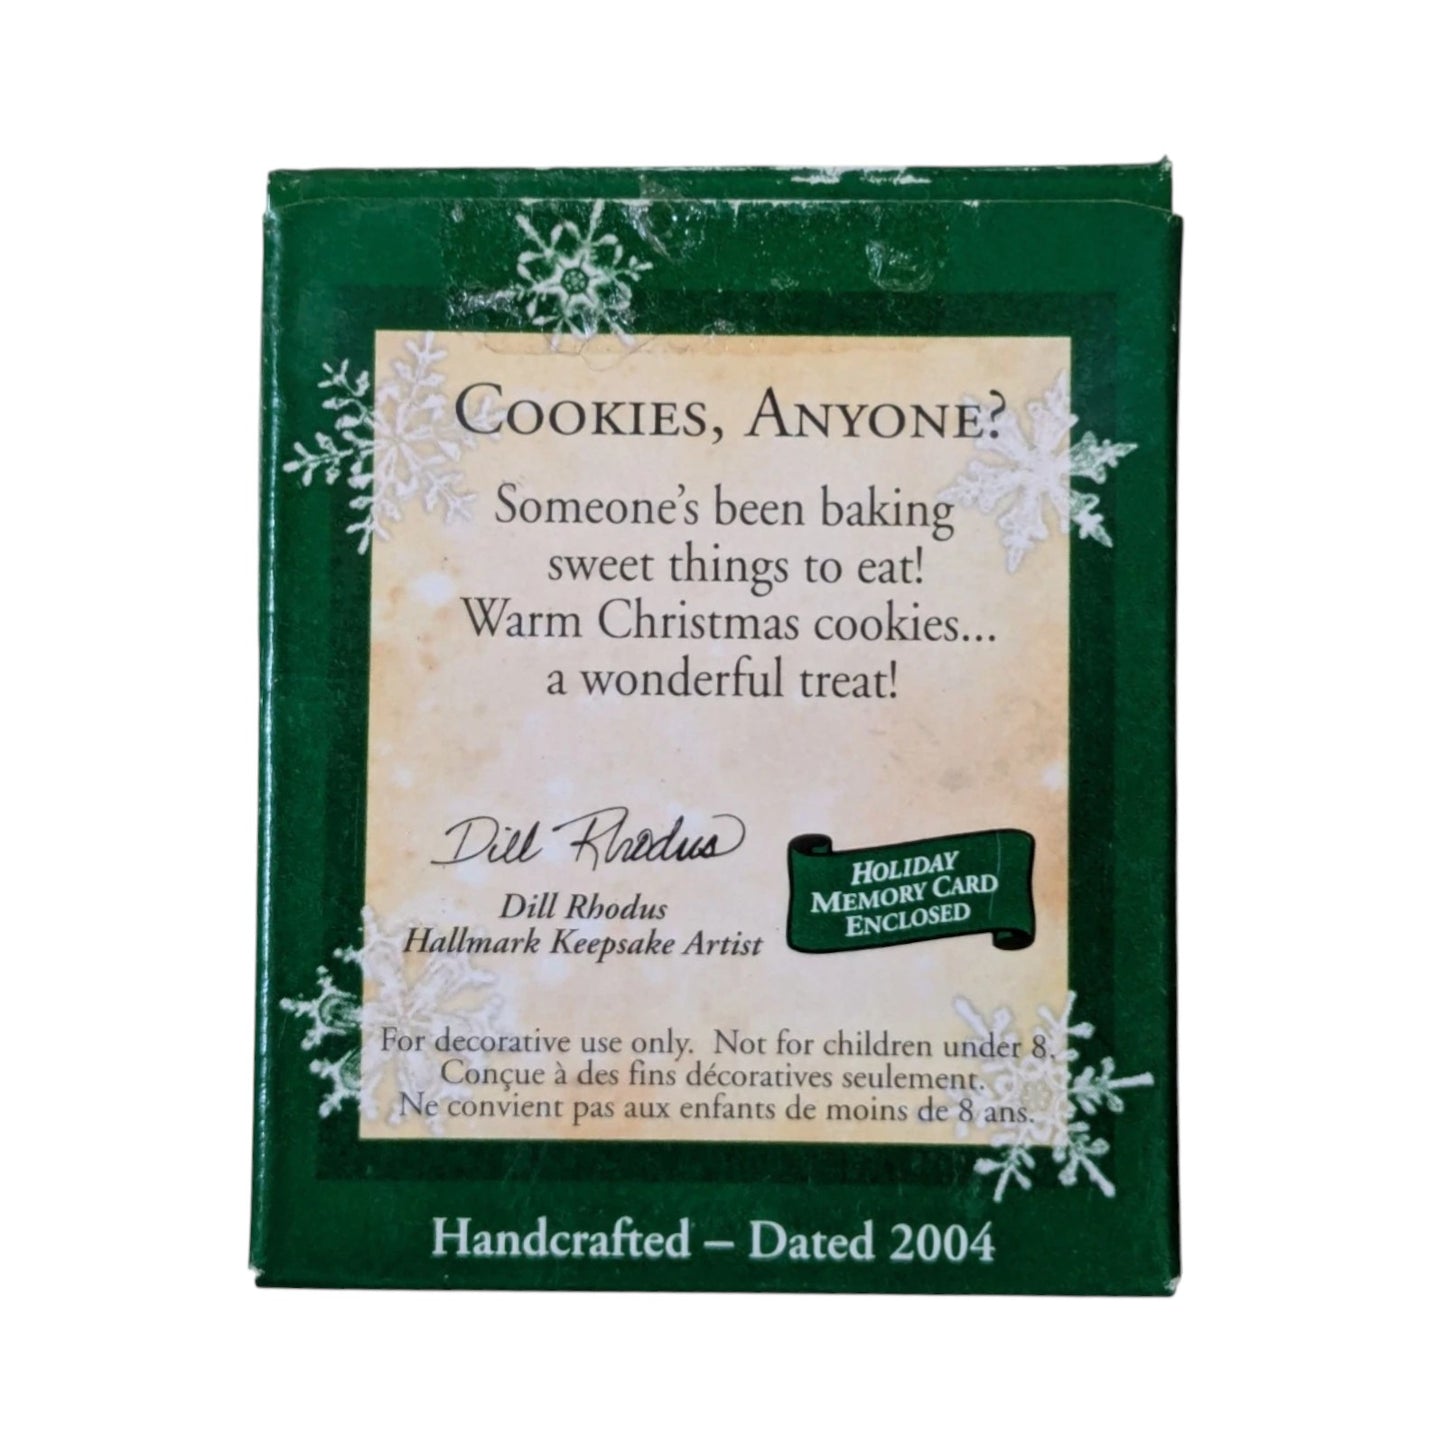 COOKIES, ANYONE?
Someone's been baking
sweet things to eat!
Warm Christmas cookies...
a wonderful treat!
Dill Rhodus
Dill Rhodus
Hallmark Keepsake Artist
HOLIDAY
MEMORY CARD
ENCLOSED
For decorative use only. Not for children under 8.
Conçue à des fins décoratives seulement.
Ne convient pas aux enfants de moins de 8 ans.
Handcrafted – Dated 2004